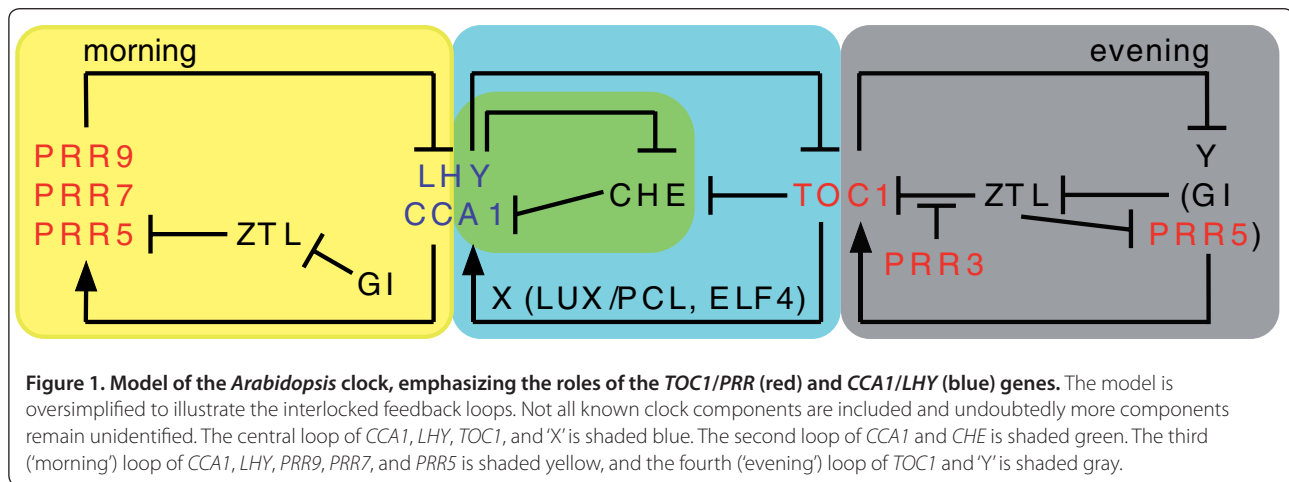 morning
evening
PRR9
PRR7
PRR5
ZTL
GI
LHY
CCA1
CHE
TOC1
X (LUX/PCL, ELF4)
ZTL
PRR3
Y
(GI
PRR5)
Figure 1. Model of the Arabidopsis clock, emphasizing the roles of the TOC1/PRR (red) and CCA1/LHY (blue) genes. The model is
oversimplified to illustrate the interlocked feedback loops. Not all known clock components are included and undoubtedly more components
remain unidentified. The central loop of CCA1, LHY, TOC1, and ‘X’ is shaded blue. The second loop of CCA1 and CHE is shaded green. The third
(‘morning’) loop of CCA1, LHY, PRR9, PRR7, and PRR5 is shaded yellow, and the fourth (‘evening’) loop of TOC1 and ‘Y’ is shaded gray.